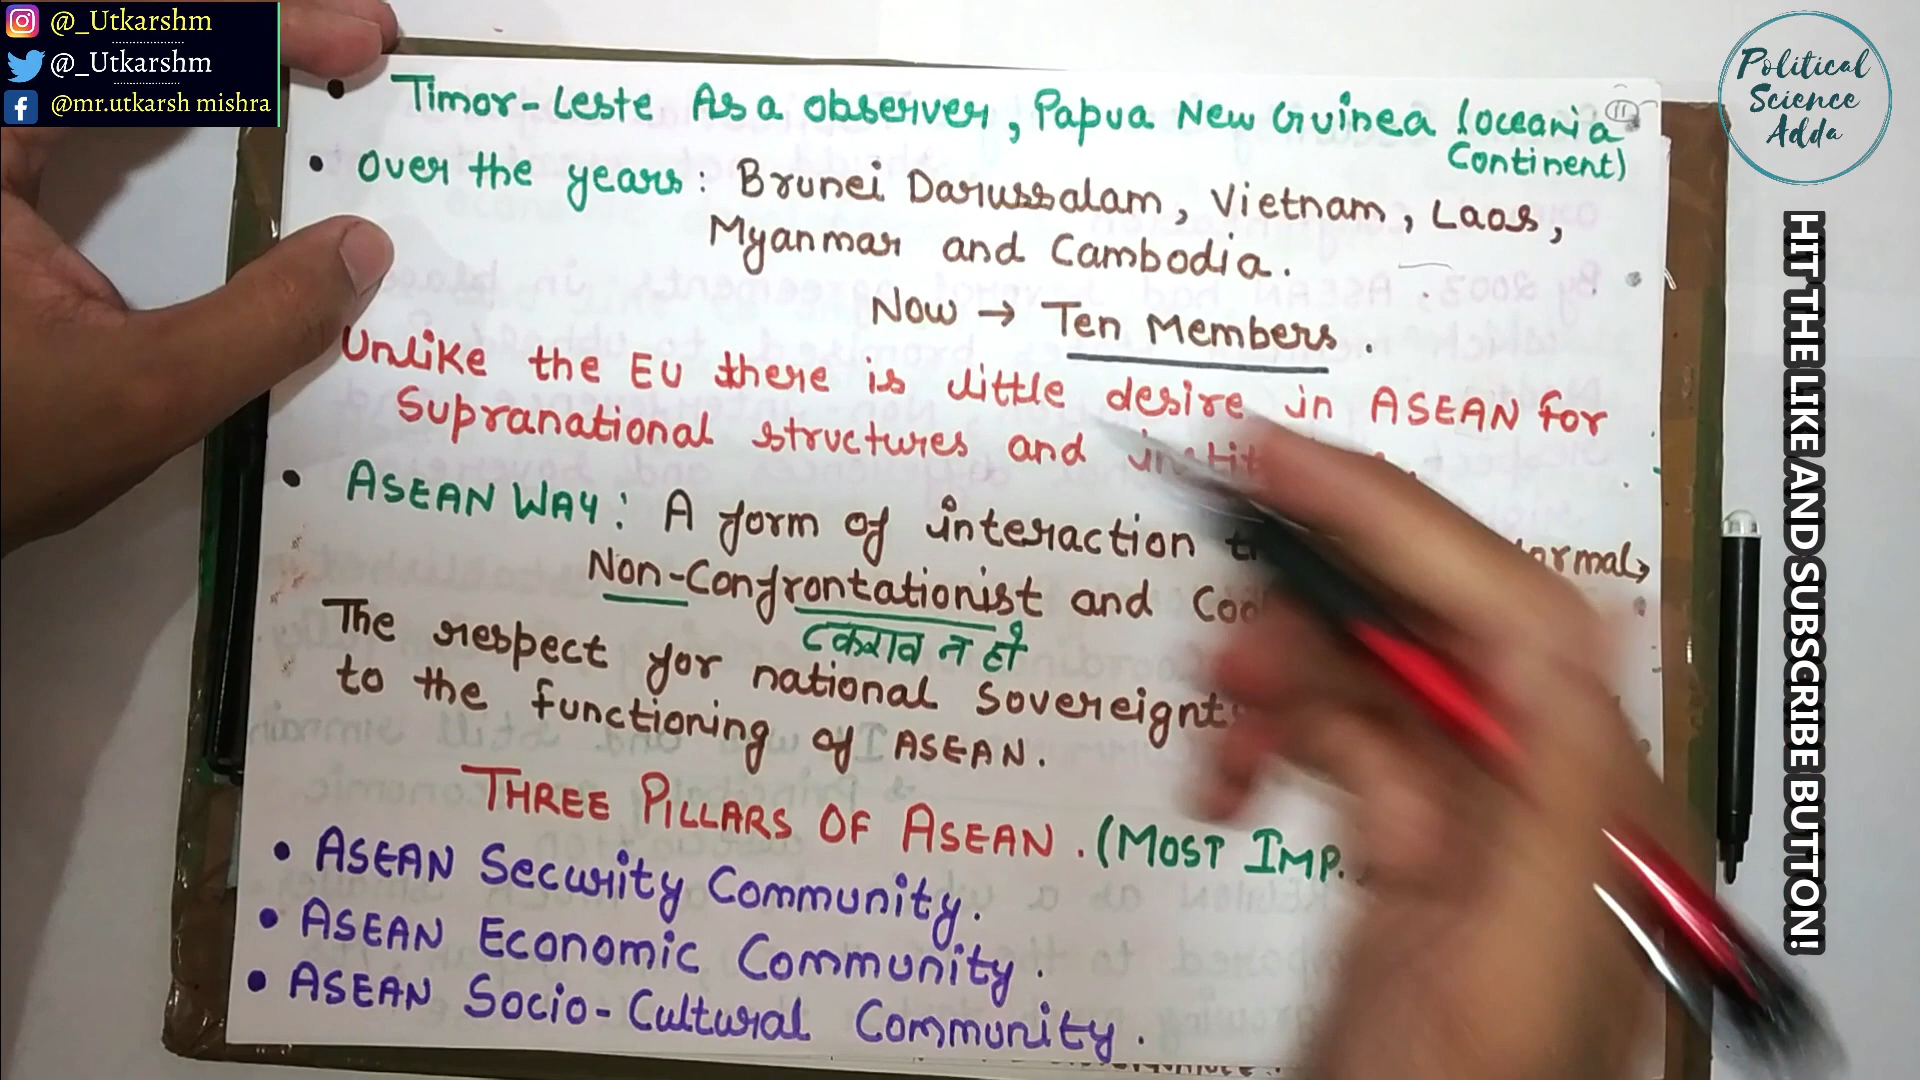 @_Utkarshm
@_Utkarshm
@mr.utkarsh mishra
Political
Science
Adda
HIT THE LIKE AND SUBSCRIBE BUTTON!
11
• Timor-Leste As a observer, Papua New Guinea (oceania
Continent)
• Over the years: Brunei Darussalam, Vietnam, Laos,
Myanmar and Cambodia.
Now → Ten Members.
Unlike the EU there is little desire in ASEAN for
Supranational structures and
• ASEAN WAY: A form of interaction
Non-Confrontationist and
टकराव न हो
The respect for national
to the functioning of ASEAN.
THREE PILLARS OF ASEAN. (MOST IMP.
• ASEAN Security Community.
• ASEAN Economic Community.
• ASEAN Socio-Cultural Community.